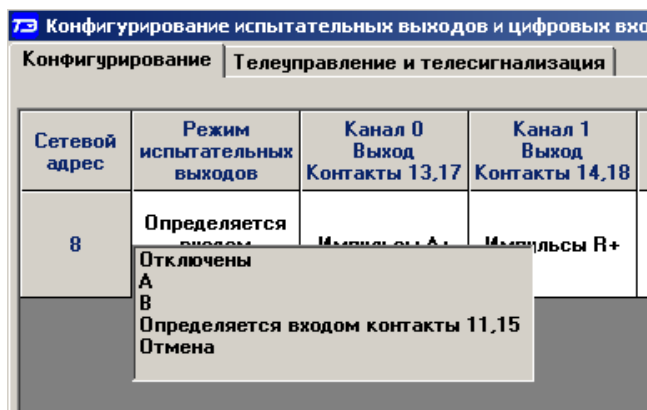 ТЭ Конфигурирование испытательных выходов и цифровых вхо
Конфигурирование Телеуправление и телесигнализация
Сетевой адрес
Режим испытательных выходов
Канал 0 Выход Контакты 13,17
Канал 1 Выход Контакты 14,18
8
Определяется
Импульсы R+
Отключены
А
В
Определяется входом контакты 11,15
Отмена